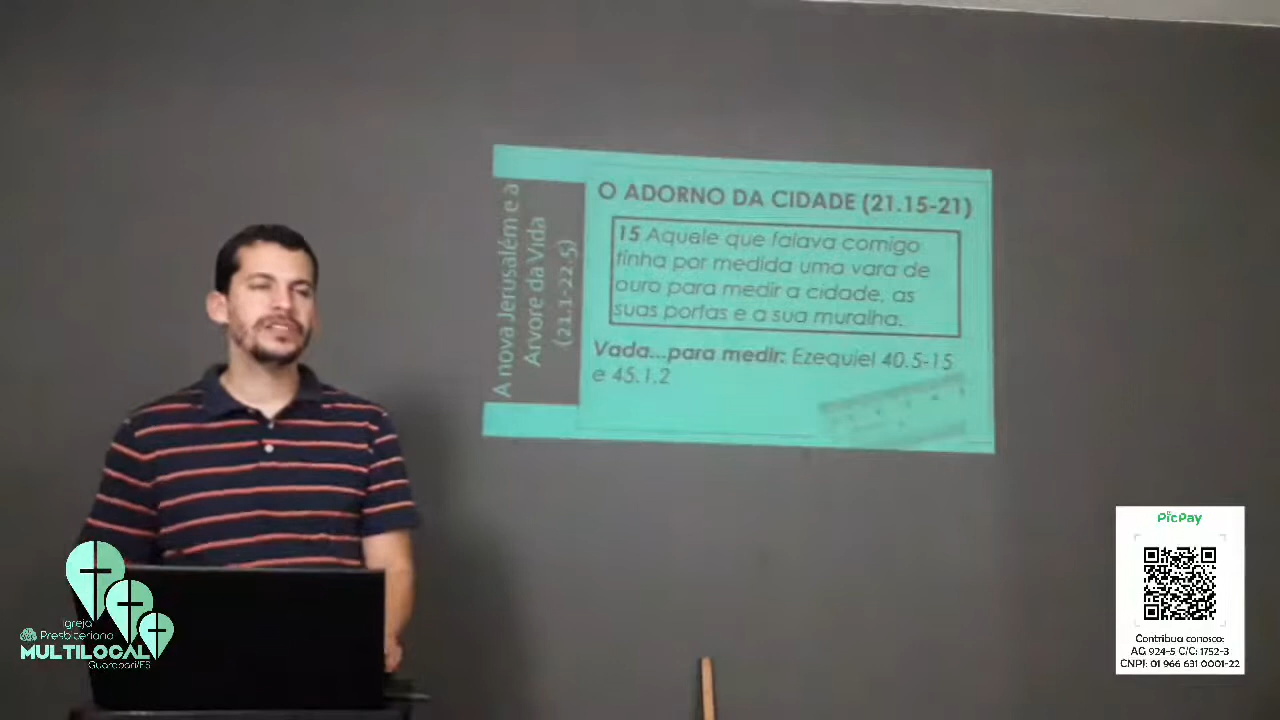 A nova Jerusalém e a
Arvore da Vida
(21.1-22.5)
O ADORNO DA CIDADE (21.15-21)
15 Aquele que falava comigo
tinha por medida uma vara de
ouro para medir a cidade, as
suas portas e a sua muralha.
Vada...para medir: Ezequiel 40.5-15
e 45.1.2
Igreja
Presbiteriana
MULTILOCAL
Guarapari/ES
PicPay
Contribua conosco:
AG 924-5 C/C: 1752-3
CNPJ: 01 966 631 0001-22